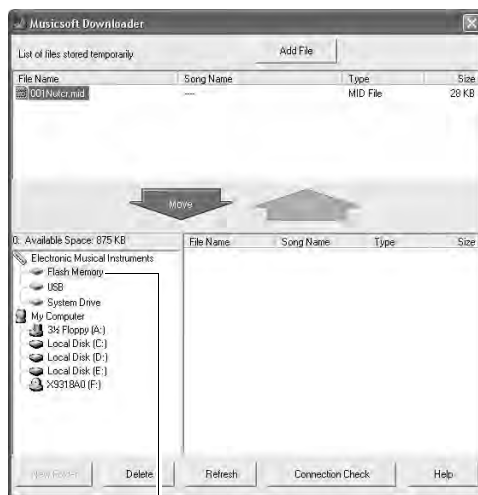 Musicsoft Downloader
List of files stored temporarily
Add File
File Name Song Name Type Size
001Nutcr.mid --- MID File 28 KB
Move
0: Available Space: 875 KB
File Name Song Name Type Size
Electronic Musical Instruments
Flash Memory
USB
System Drive
My Computer
3½ Floppy (A:)
Local Disk (C:)
Local Disk (D:)
Local Disk (E:)
X9318A0 (F:)
New Folder Delete Refresh Connection Check Help